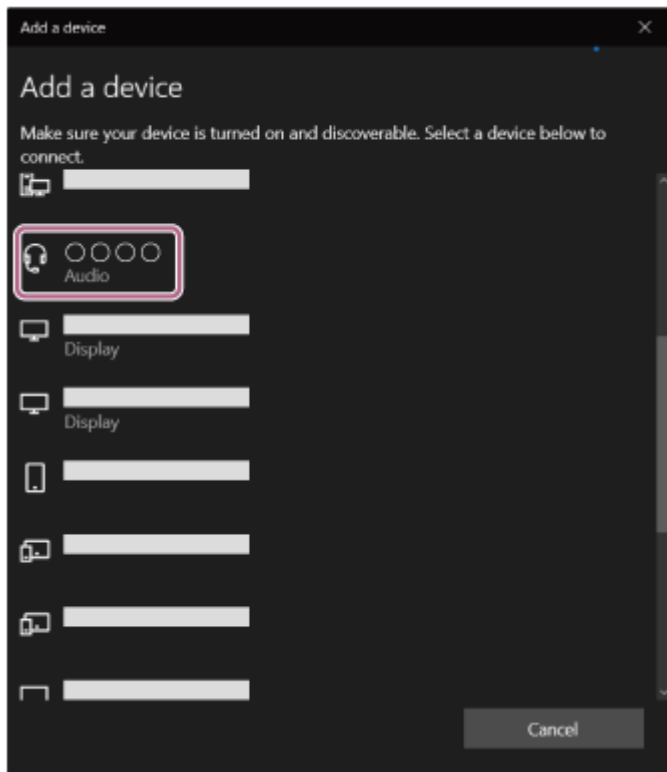 Add a device
Add a device
Make sure your device is turned on and discoverable. Select a device below to
connect.
○○○○
Audio
Display
Display
Cancel